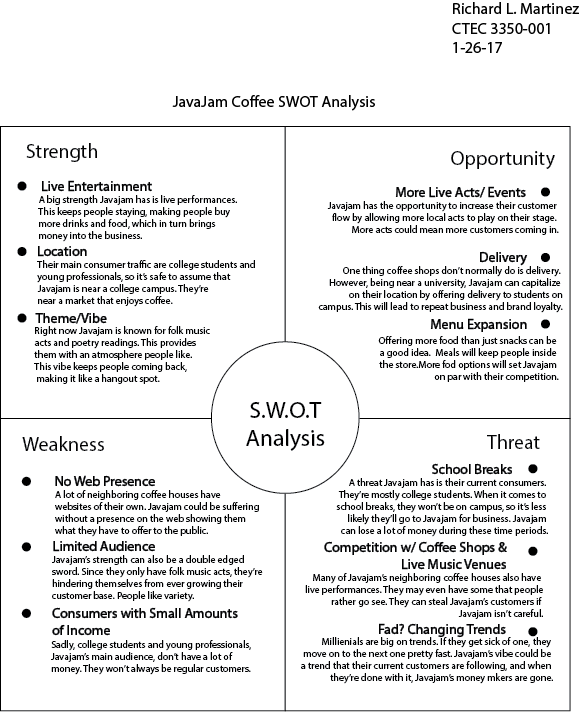 Richard L. Martinez
CTEC 3350-001
1-26-17
JavaJam Coffee SWOT Analysis
Strength
Live Entertainment
A big strength Javajam has is live performances.
This keeps people staying, making people buy
more drinks and food, which in turn brings
money into the business.
Location
Their main consumer traffic are college students and
young professionals, so it's safe to assume that
Javajam is near a college campus. They're
near a market that enjoys coffee.
Theme/Vibe
Right now Javajam is known for folk music
acts and poetry readings. This provides
them with an atmosphere people like.
This vibe keeps people coming back,
making it like a hangout spot.
Opportunity
More Live Acts/ Events
Javajam has the opportunity to increase their customer
flow by allowing more local acts to play on their stage.
More acts could mean more customers coming in.
Delivery
One thing coffee shops don't normally do is delivery.
However, being near a university, Javajam can capitalize
on their location by offering delivery to students on
campus. This will lead to repeat business and brand loyalty.
Menu Expansion
Offering more food than just snacks can be
a good idea. Meals will keep people inside
the store.More fod options will set Javajam
on par with their competition.
S.W.O.T
Analysis
Weakness
No Web Presence
A lot of neighboring coffee houses have
websites of their own. Javajam could be suffering
without a presence on the web showing them
what they have to offer to the public.
Limited Audience
Javajam's strength can also be a double edged
sword. Since they only have folk music acts, they're
hindering themselves from ever growing their
customer base. People like variety.
Consumers with Small Amounts
of Income
Sadly, college students and young professionals,
Javajam's main audience, don't have a lot of
money. They won't always be regular customers.
Threat
School Breaks
A threat Javajam has is their current consumers.
They're mostly college students. When it comes to
school breaks, they won't be on campus, so it's less
likely they'll go to Javajam for business. Javajam
can lose a lot of money during these time periods.
Competition w/ Coffee Shops &
Live Music Venues
Many of Javajam's neighboring coffee houses also have
live performances. They may even have some that people
rather go see. They can steal Javajam's customers if
Javajam isn't careful.
Fad? Changing Trends
Millienials are big on trends. If they get sick of one, they
move on to the next one pretty fast. Javajam's vibe could be
a trend that their current customers are following, and when
they're done with it, Javajam's money mkers are gone.